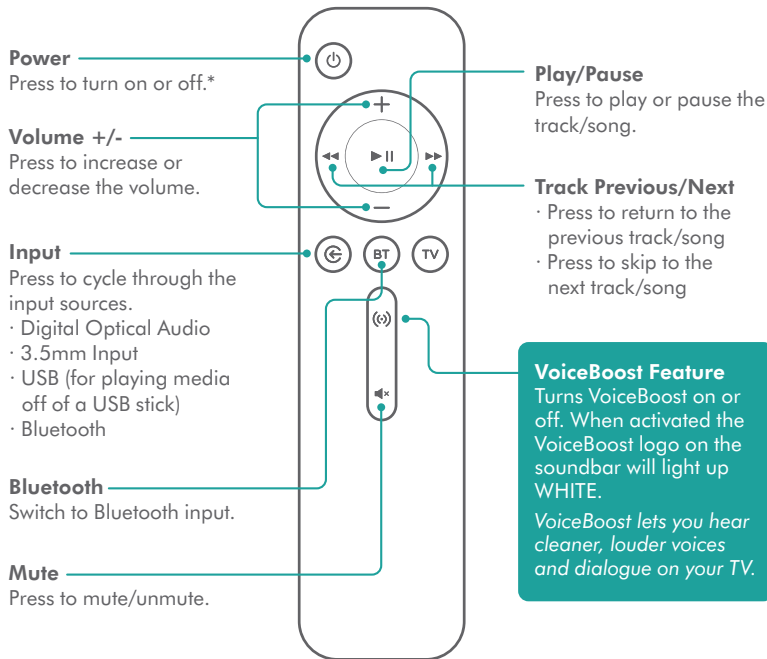 Power
Press to turn on or off.*
Volume +/-
Press to increase or
decrease the volume.
Input
Press to cycle through the
input sources.
· Digital Optical Audio
· 3.5mm Input
· USB (for playing media
off of a USB stick)
· Bluetooth
Bluetooth
Switch to Bluetooth input.
Mute
Press to mute/unmute.
BT
TV
Play/Pause
Press to play or pause the
track/song.
Track Previous/Next
· Press to return to the
previous track/song
· Press to skip to the
next track/song
VoiceBoost Feature
Turns VoiceBoost on or
off. When activated the
VoiceBoost logo on the
soundbar will light up
WHITE.
VoiceBoost lets you hear
cleaner, louder voices
and dialogue on your TV.